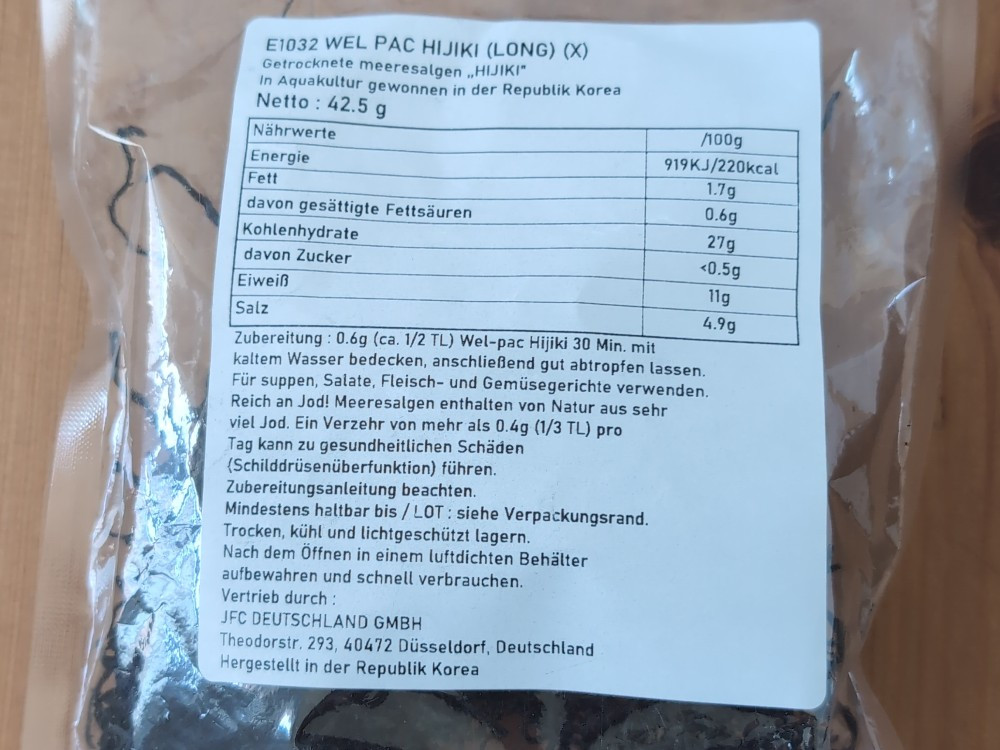 E1032 WEL PAC HIJIKI (LONG) (X)
Getrocknete meeresalgen „HIJIKI"
In Aquakultur gewonnen in der Republik Korea
Netto : 42.5 g
Nährwerte /100g
Energie 919KJ/220kcal
Fett 1.7g
davon gesättigte Fettsäuren 0.6g
Kohlenhydrate 27g
davon Zucker <0.5g
Eiweiß 11g
Salz 4.9g
Zubereitung : 0.6g (ca. 1/2 TL) Wel-pac Hijiki 30 Min. mit
kaltem Wasser bedecken, anschließend gut abtropfen lassen.
Für suppen, Salate, Fleisch- und Gemüsegerichte verwenden.
Reich an Jod! Meeresalgen enthalten von Natur aus sehr
viel Jod. Ein Verzehr von mehr als 0.4g (1/3 TL) pro
Tag kann zu gesundheitlichen Schäden
(Schilddrüsenüberfunktion) führen.
Zubereitungsanleitung beachten.
Mindestens haltbar bis / LOT : siehe Verpackungsrand.
Trocken, kühl und lichtgeschützt lagern.
Nach dem Öffnen in einem luftdichten Behälter
aufbewahren und schnell verbrauchen.
Vertrieb durch :
JFC DEUTSCHLAND GMBH
Theodorstr. 293, 40472 Düsseldorf, Deutschland
Hergestellt in der Republik Korea